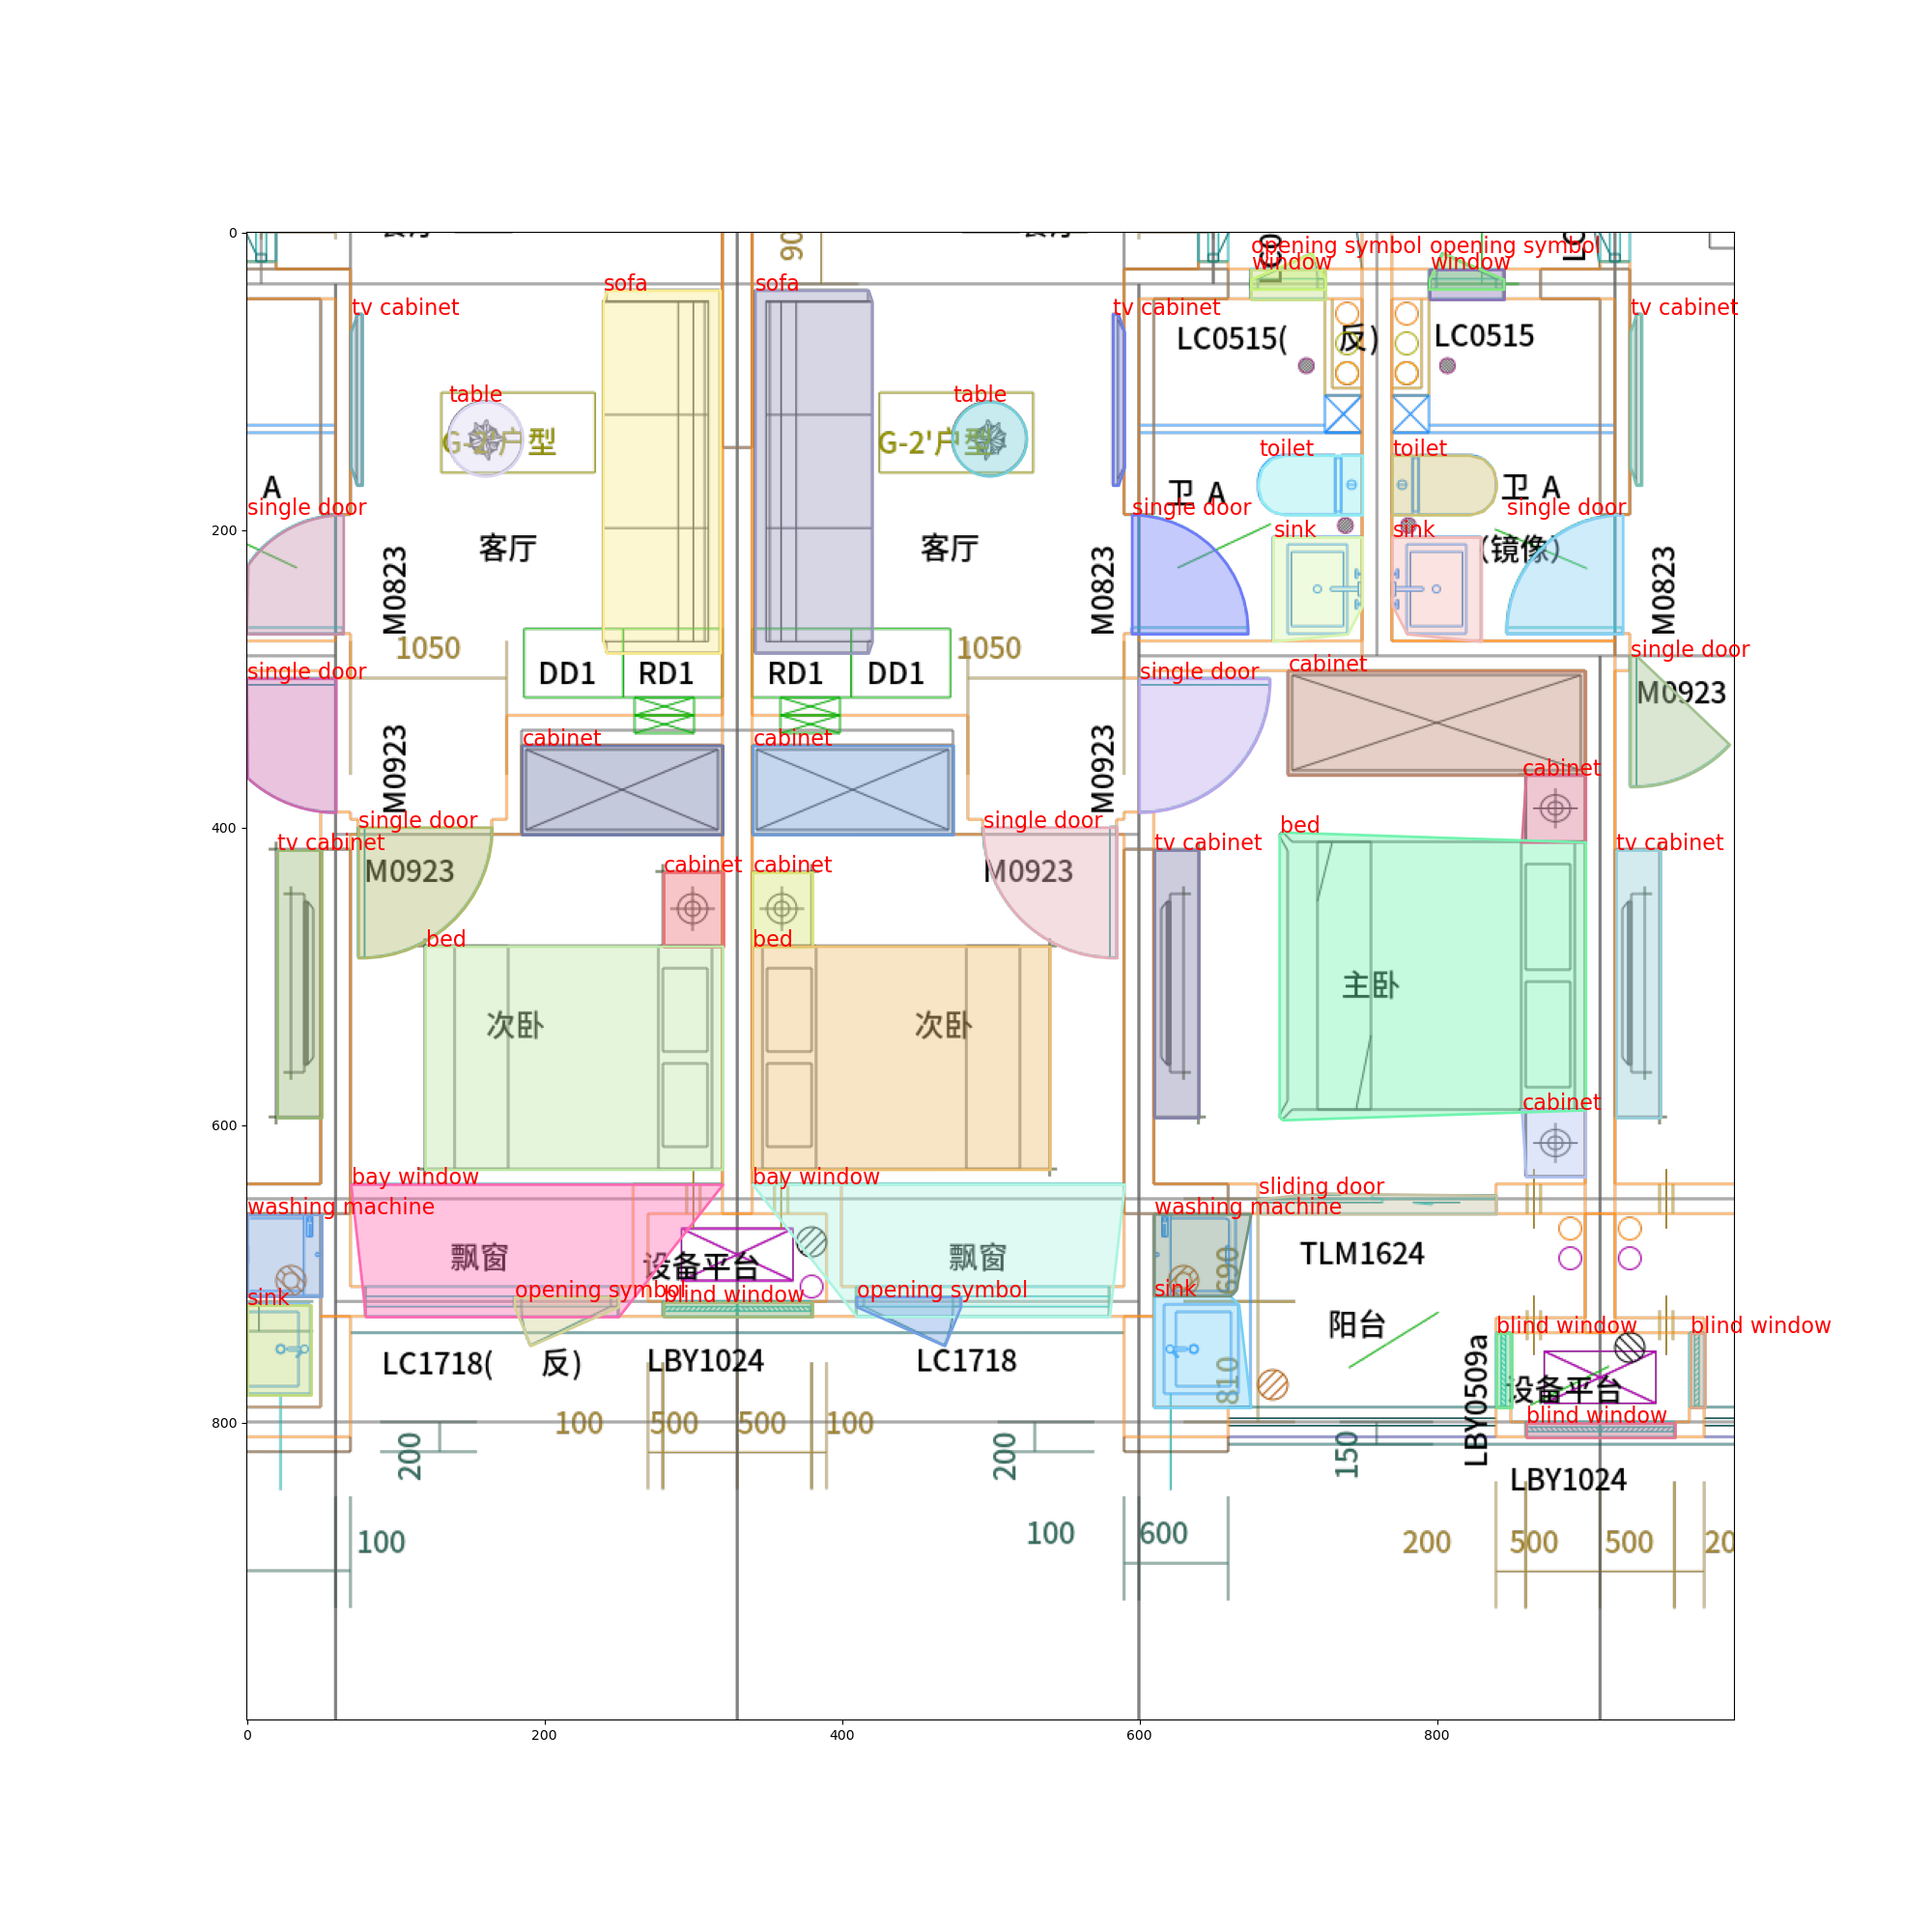 0
opening symbol opening symbol
window
window
sofa
sofa
tv cabinet
tv cabinet
tv cabinet
LC0515(
反)
LC0515
table
table
G-2'户型
G-2'户型
toilet
toilet
A
卫 A
卫 A
single door
single door
single door
200
sink
sink
客厅
客厅
(镜像)
M0823
M0823
M0823
1050
1050
single door
DD1
RD1
RD1
DD1
single door
single door
cabinet
M0923
cabinet
cabinet
M0923
M0923
cabinet
400
single door
single door
bed
tv cabinet
tv cabinet
tv cabinet
M0923
M0923
cabinet
cabinet
bed
bed
主卧
次卧
次卧
cabinet
600
bay window
bay window
sliding door
washing machine
washing machine
飘窗
设备平台
飘窗
690
TLM1624
sink
opening symbol
blind window
opening symbol
sink
阳台
blind window
blind window
LC1718(
反)
LBY1024
LC1718
810
LBY0509a
设备平台
800
100
500
500
100
blind window
200
200
150
LBY1024
100
100
600
200
500
500
20
0
200
400
600
800